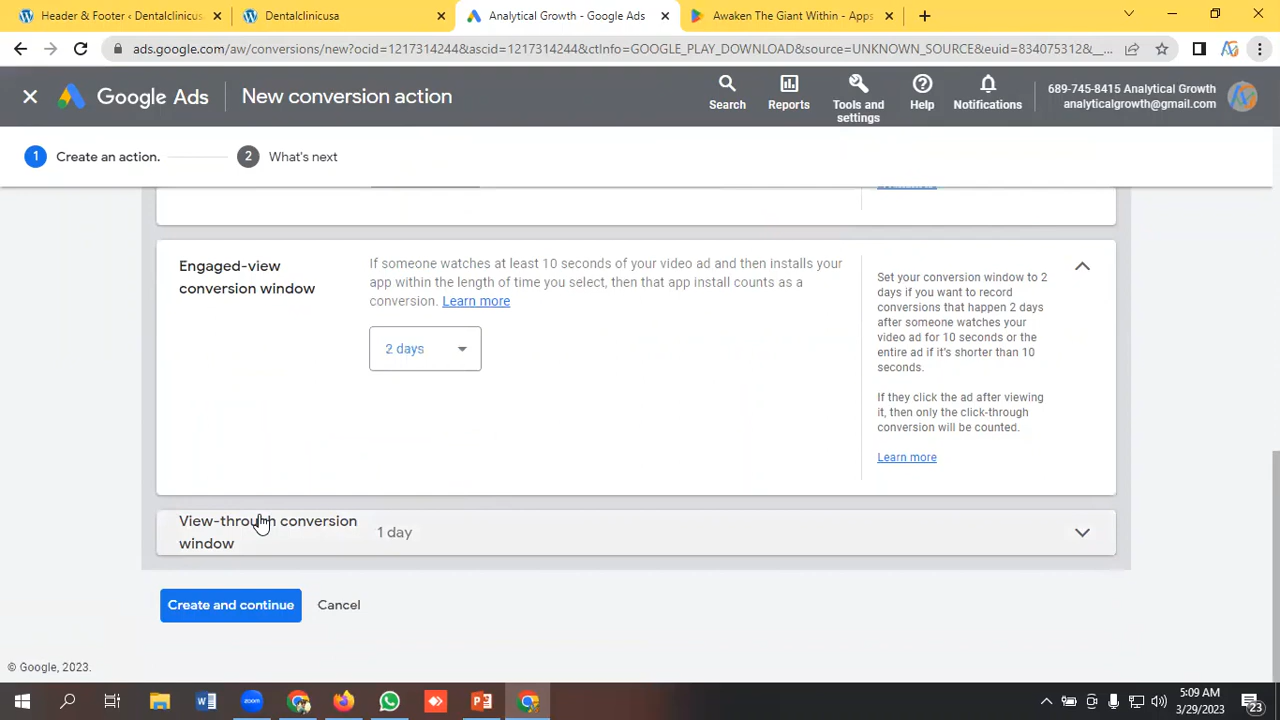 Header & Footer ‹ Dentalclinicus
Dentalclinicusa
Analytical Growth - Google Ads
Awaken The Giant Within - Apps
ads.google.com/aw/conversions/new?ocid=1217314244&ascid=1217314244&ctInfo=GOOGLE_PLAY_DOWNLOAD&source=UNKNOWN_SOURCE&euid=834075312&__...
Google Ads
New conversion action
Search
Reports
Tools and
settings
Help
Notifications
689-745-8415 Analytical Growth
analyticalgrowth@gmail.com
1
Create an action.
2
What's next
Engaged-view
conversion window
If someone watches at least 10 seconds of your video ad and then installs your
app within the length of time you select, then that app install counts as a
conversion. Learn more
2 days
Set your conversion window to 2
days if you want to record
conversions that happen 2 days
after someone watches your
video ad for 10 seconds or the
entire ad if it's shorter than 10
seconds.
If they click the ad after viewing
it, then only the click-through
conversion will be counted.
Learn more
View-through conversion
window
1 day
Create and continue
Cancel
© Google, 2023.
zoom
5:09 AM
3/29/2023
23